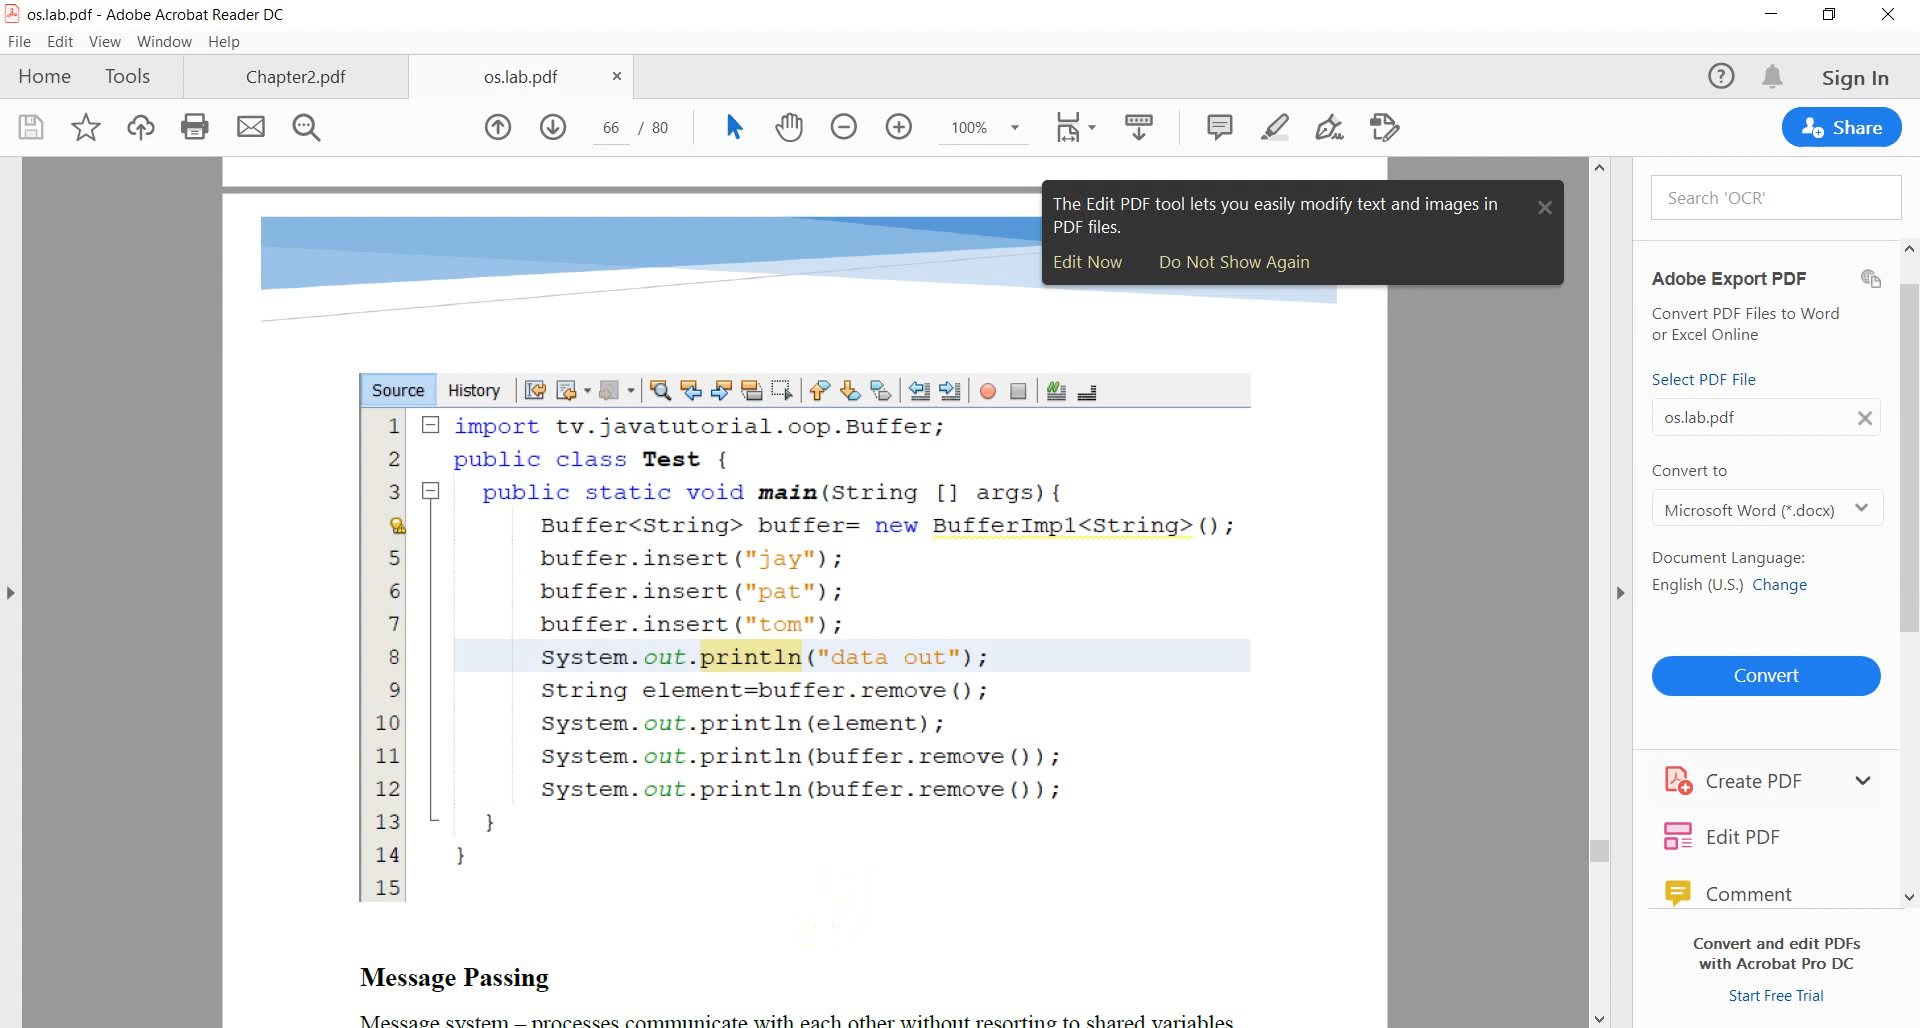 os.lab.pdf - Adobe Acrobat Reader DC
File Edit View Window Help
Home Tools Chapter2.pdf os.lab.pdf × Sign In
66 / 80 100% Share
The Edit PDF tool lets you easily modify text and images in
PDF files.
Edit Now Do Not Show Again
Source History
1 import tv.javatutorial.oop.Buffer;
2 public class Test {
3 public static void main(String [] args){
Buffer<String> buffer= new BufferImp1<String>();
5 buffer.insert("jay");
6 buffer.insert("pat");
7 buffer.insert("tom");
8 System.out.println("data out");
9 String element=buffer.remove();
10 System.out.println(element);
11 System.out.println(buffer.remove());
12 System.out.println(buffer.remove());
13 }
14 }
15
Message Passing
Message system – processes communicate with each other without resorting to shared variables
Search 'OCR'
Adobe Export PDF
Convert PDF Files to Word
or Excel Online
Select PDF File
os.lab.pdf
Convert to
Microsoft Word (*.docx)
Document Language:
English (U.S.) Change
Convert
Create PDF
Edit PDF
Comment
Convert and edit PDFs
with Acrobat Pro DC
Start Free Trial